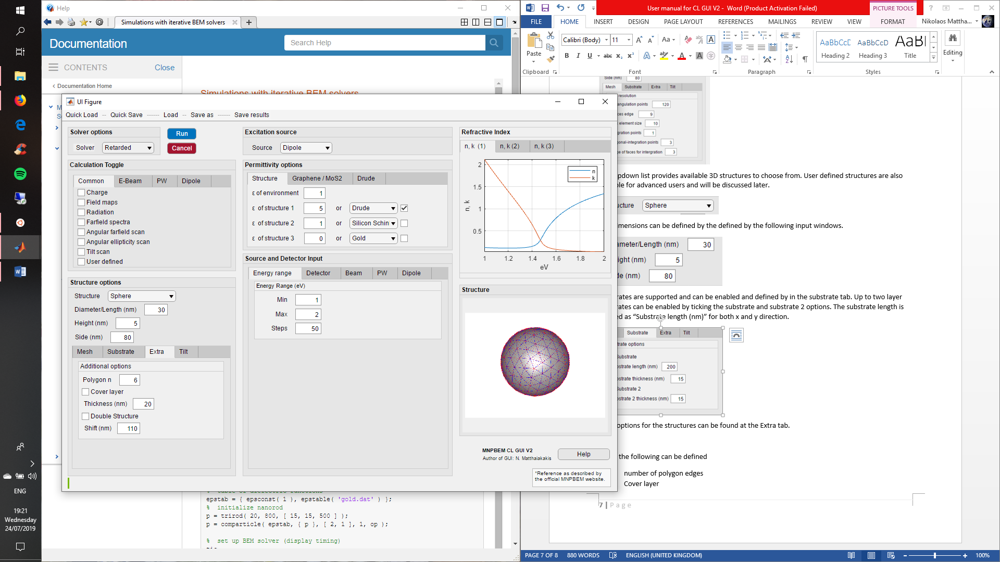 Help
Simulations with iterative BEM solvers
Documentation
Search Help
CONTENTS
Close
Documentation Home
Simulations with iterative BEM solvers
UI Figure
Quick Load -- Quick Save ------ Load -- Save as ------ Save results
Solver options
Solver Retarded
Run
Cancel
Calculation Toggle
Common E-Beam PW Dipole
Charge
Field maps
Radiation
Farfield spectra
Angular farfield scan
Angular ellipticity scan
Tilt scan
User defined
Structure options
Structure Sphere
Diameter/Length (nm) 30
Height (nm) 5
Side (nm) 80
Mesh Substrate Extra Tilt
Additional options
Polygon n 6
Cover layer
Thickness (nm) 20
Double Structure
Shift (nm) 110
Excitation source
Source Dipole
Permittivity options
Structure Graphene / MoS2 Drude
ε of environment 1
ε of structure 1 5 or Drude
ε of structure 2 1 or Silicon Schin
ε of structure 3 0 or Gold
Source and Detector Input
Energy range Detector Beam PW Dipole
Energy Range (eV)
Min 1
Max 2
Steps 50
Refractive Index
n, k (1) n, k (2) n, k (3)
2
1.5
1
0.5
n, k
n
k
1 1.2 1.4 1.6 1.8 2
eV
Structure
MNPBEM CL GUI V2
Author of GUI: N. Matthaiakakis
Help
*Reference as described by
the official MNPBEM website.
% table of dielectric functions
epstab = { epsconst( 1 ), epstable( 'gold.dat' ) };
% initialize nanorod
p = trirod( 20, 800, [ 15, 15, 500 ] );
p = comparticle( epstab, { p }, [ 2, 1 ], 1, op );
% set up BEM solver (display timing)
User manual for CL GUI V2 - Word (Product Activation Failed)
PICTURE TOOLS
FILE HOME INSERT DESIGN PAGE LAYOUT REFERENCES MAILINGS REVIEW VIEW FORMAT
Nikolaos Mattha...
Paste
Calibri (Body) 11
AaBbCcD AaBbCcD AaBl
Heading 2 Heading 3 Title
Editing
Clipboard Font Paragraph Styles
Side (nm) 80
Mesh Substrate Extra Tilt
resolution
angulation points 120
ces edge 9
element size 10
gration points 1
gonal-integration points 3
e of faces for intergration 3
pdown list provides available 3D structures to choose from. User defined structures are also
le for advanced users and will be discussed later.
cture Sphere
mensions can be defined by the defined by the following input windows.
ameter/Length (nm) 30
ight (nm) 5
de (nm) 80
rates are supported and can be enabled and defined by in the substrate tab. Up to two layer
rates can be enabled by ticking the substrate and substrate 2 options. The substrate length is
ed as “Substrate length (nm)” for both x and y direction.
Substrate Extra Tilt
trate options
Substrate
bstrate length (nm) 200
bstrate thickness (nm) 15
Substrate 2
bstrate 2 thickness (nm) 15
options for the structures can be found at the Extra tab.
the following can be defined
number of polygon edges
Cover layer
7 | Page
PAGE 7 OF 8 880 WORDS ENGLISH (UNITED KINGDOM)
100%
ENG
19:21
Wednesday
24/07/2019